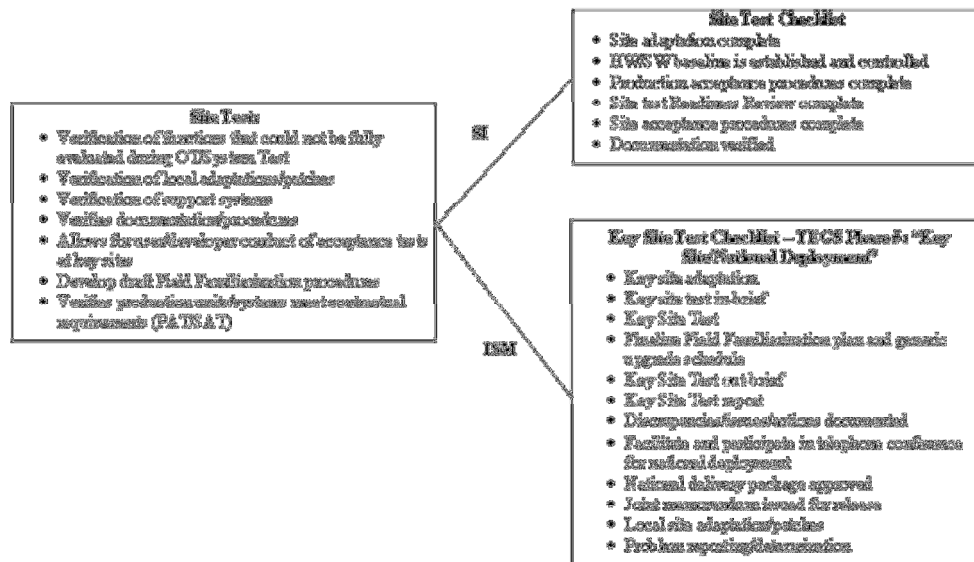 Site Tests
• Verification of functions that could not be fully
evaluated during OT/System Test
• Verification of local adaptations/patches
• Verification of support systems
• Verifies documentation/procedures
• Allows for user/developer conduct of acceptance tests
at key sites
• Develop draft Field Familiarization procedures
• Verifies production units/systems meet contractual
requirements (PAT/SAT)
SI
ISM
Site Test Checklist
• Site adaptation complete
• HW/SW baseline is established and controlled
• Production acceptance procedures complete
• Site test Readiness Review complete
• Site acceptance procedures complete
• Documentation verified
Key Site Test Checklist – TECS Phase 5: “Key
Site/National Deployment”
• Key site adaptation
• Key site test in-brief
• Key Site Test
• Finalize Field Familiarization plan and generic
upgrade schedule
• Key Site Test out brief
• Key Site Test report
• Discrepancies/issues/actions documented
• Facilitate and participate in telephone conference
for national deployment
• National delivery package approved
• Joint memorandum issued for release
• Local site adaptation/patches
• Problem reporting/determination